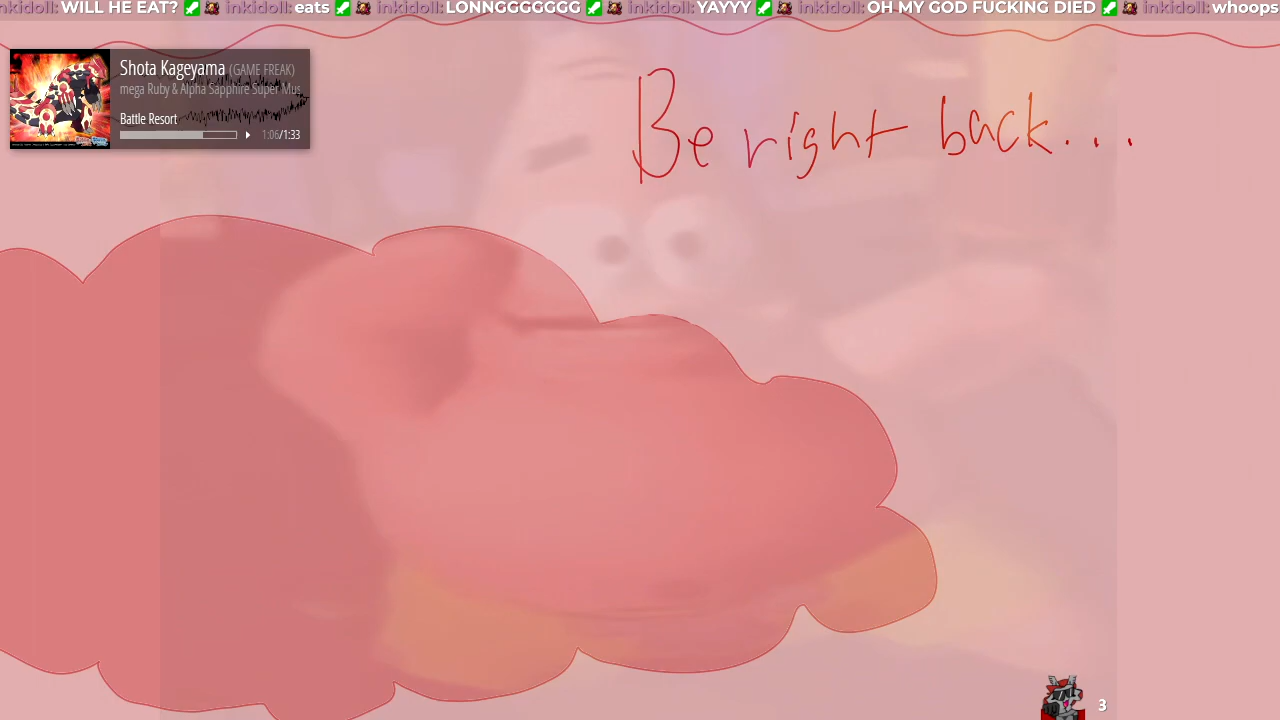 inkidoll: WILL HE EAT? inkidoll: eats inkidoll: LONNGGGGGGG inkidoll: YAYYY inkidoll: OH MY GOD FUCKING DIED inkidoll: whoops
Shota Kageyama (GAME FREAK)
mega Ruby & Alpha Sapphire Super Mus
Battle Resort
1:06/1:33
Be right back...
3